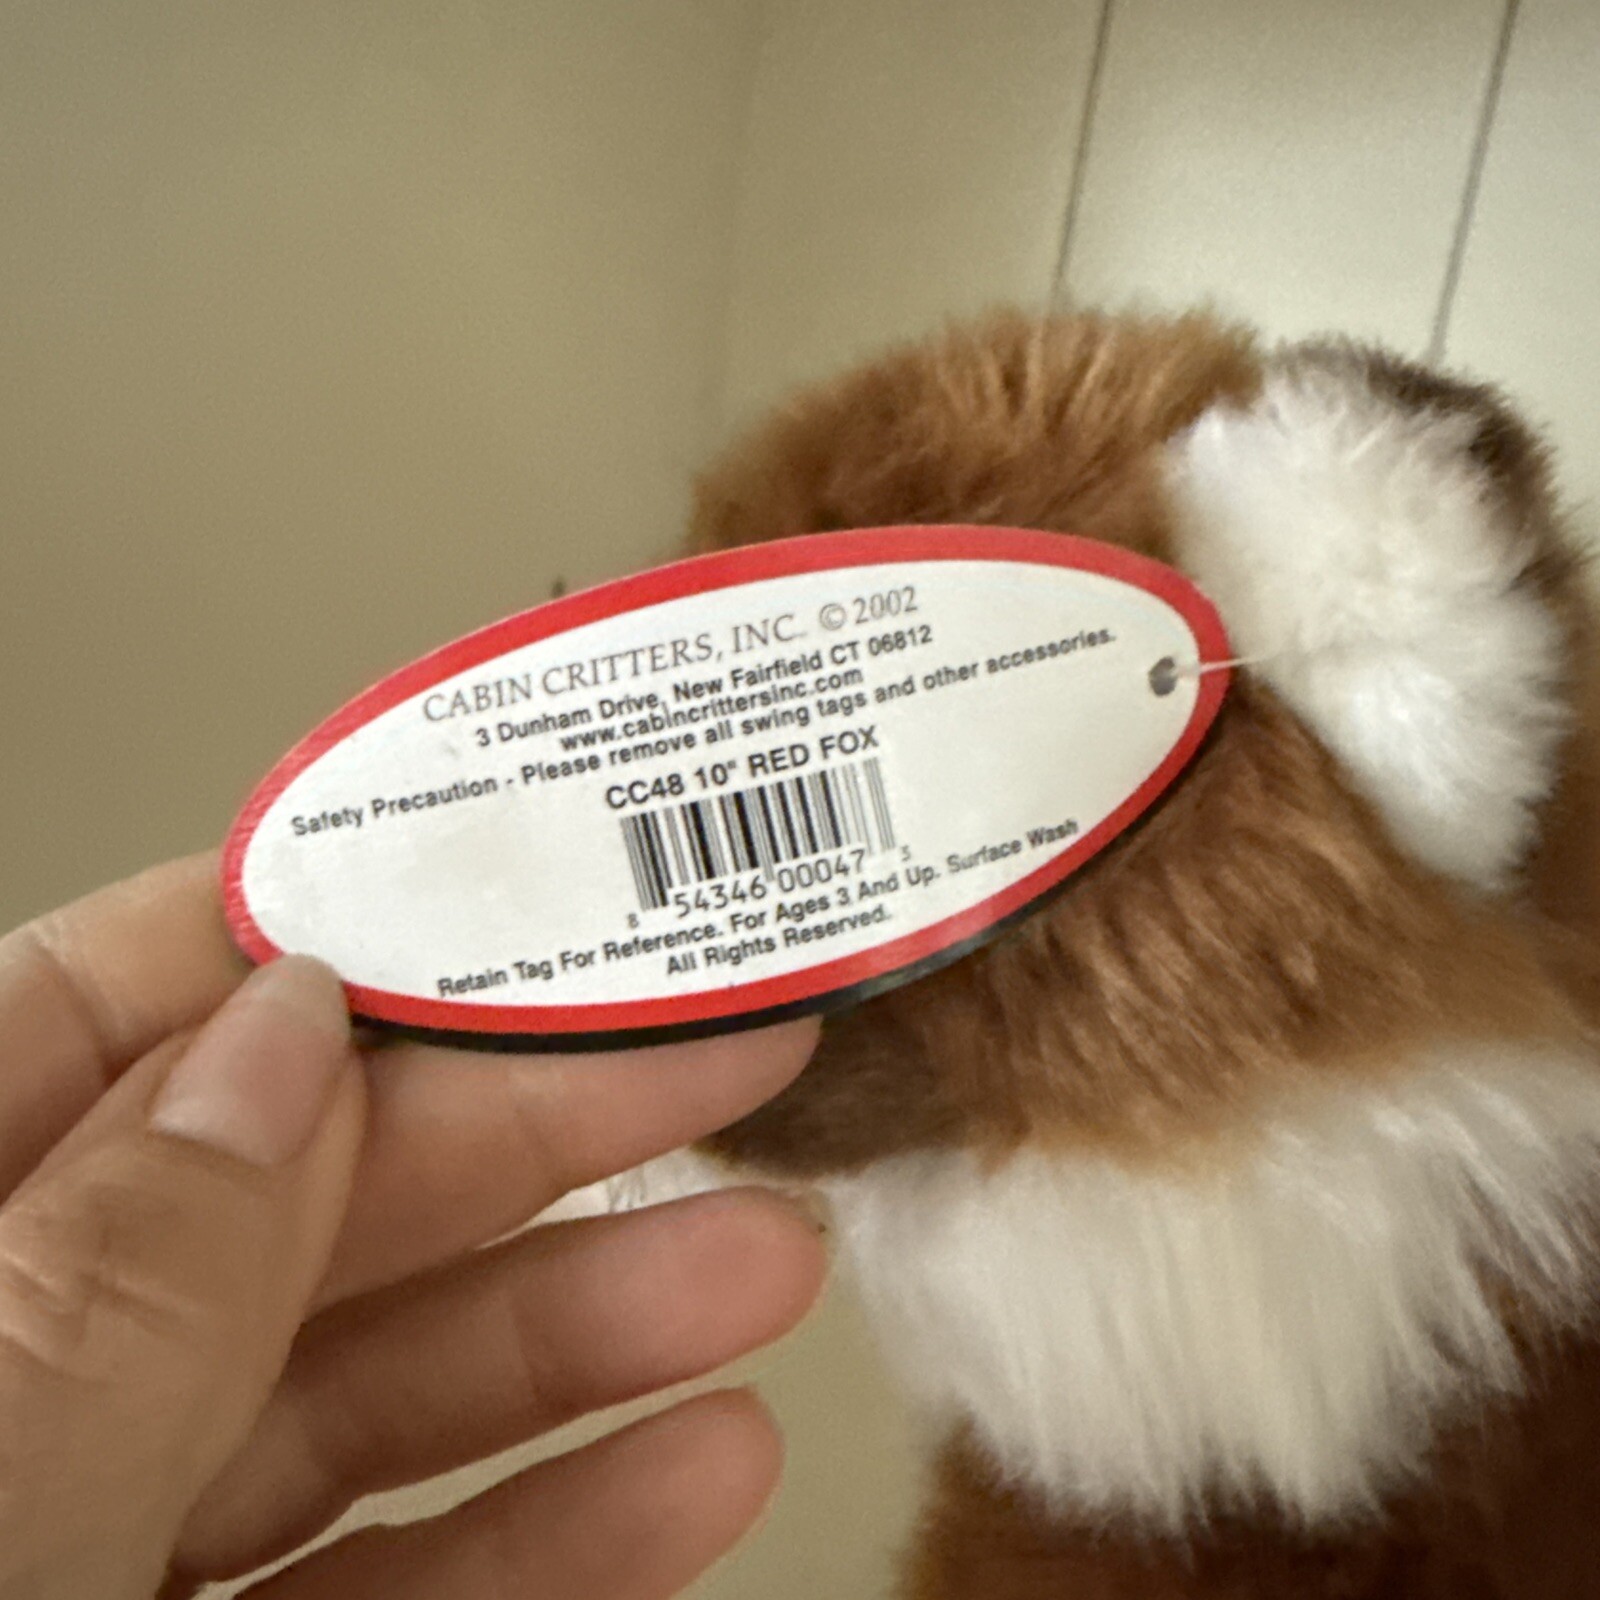 CABIN CRITTERS, INC. © 2002
3 Dunham Drive, New Fairfield CT 06812
www.cabincrittersinc.com
Safety Precaution - Please remove all swing tags and other accessories.
CC48 10" RED FOX
8 54346 00047 3
Retain Tag For Reference. For Ages 3 And Up. Surface Wash
All Rights Reserved.